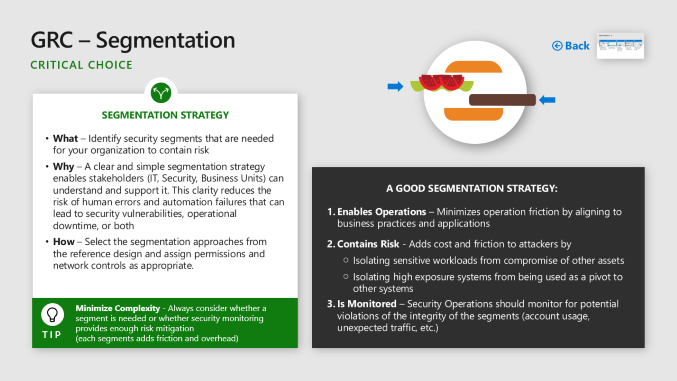 GRC – Segmentation
CRITICAL CHOICE
Back
SEGMENTATION STRATEGY
• What – Identify security segments that are needed
for your organization to contain risk
• Why – A clear and simple segmentation strategy
enables stakeholders (IT, Security, Business Units) can
understand and support it. This clarity reduces the
risk of human errors and automation failures that can
lead to security vulnerabilities, operational
downtime, or both
• How – Select the segmentation approaches from
the reference design and assign permissions and
network controls as appropriate.
TIP
Minimize Complexity - Always consider whether a
segment is needed or whether security monitoring
provides enough risk mitigation
(each segments adds friction and overhead)
A GOOD SEGMENTATION STRATEGY:
1. Enables Operations – Minimizes operation friction by aligning to
business practices and applications
2. Contains Risk - Adds cost and friction to attackers by
○ Isolating sensitive workloads from compromise of other assets
○ Isolating high exposure systems from being used as a pivot to
other systems
3. Is Monitored – Security Operations should monitor for potential
violations of the integrity of the segments (account usage,
unexpected traffic, etc.)